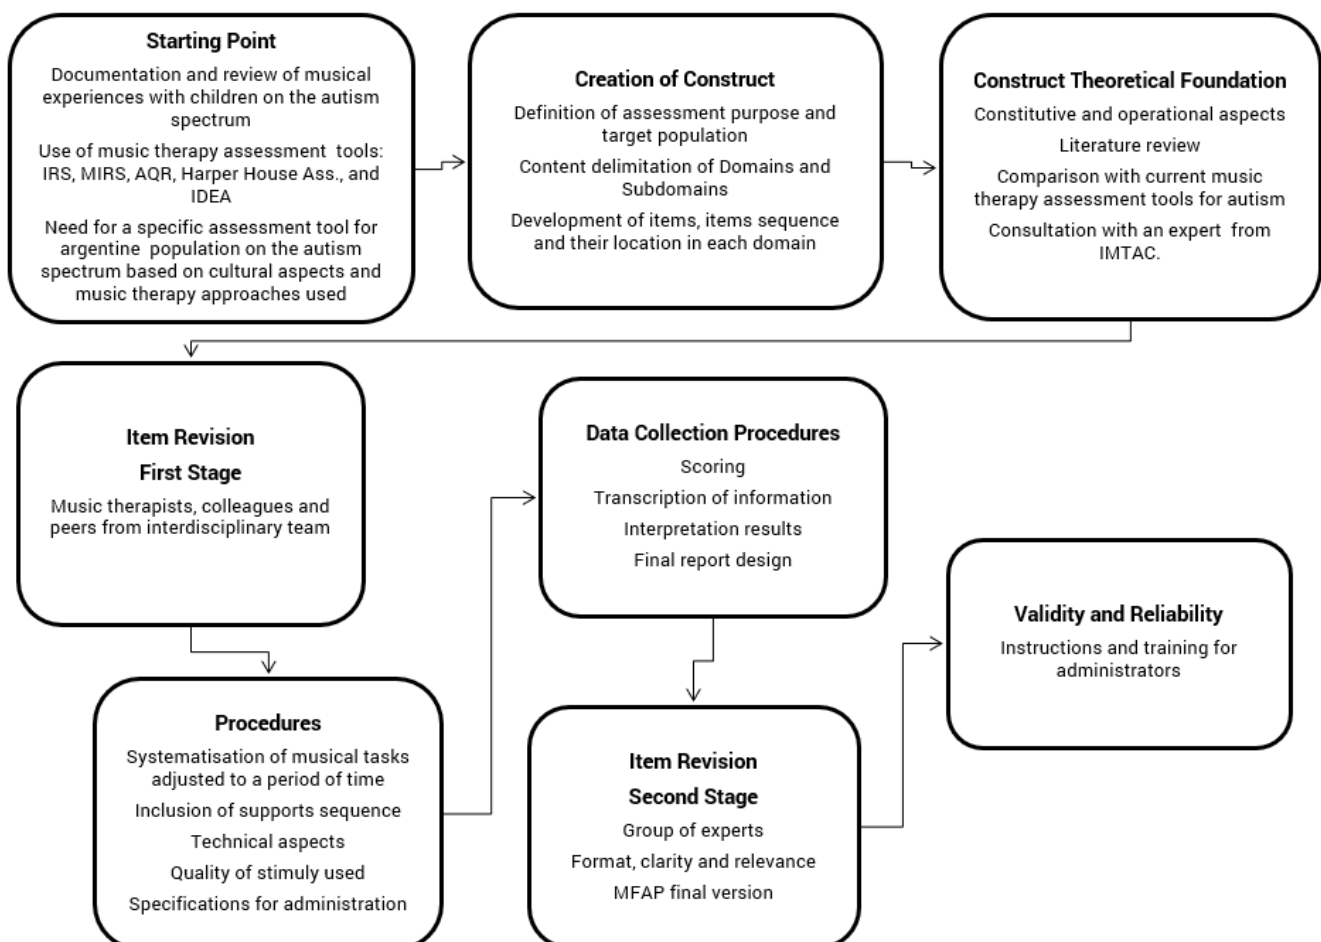 Starting Point
Documentation and review of musical
experiences with children on the autism
spectrum
Use of music therapy assessment tools:
IRS, MIRS, AQR, Harper House Ass., and
IDEA
Need for a specific assessment tool for
argentine population on the autism
spectrum based on cultural aspects and
music therapy approaches used
Creation of Construct
Definition of assessment purpose and
target population
Content delimitation of Domains and
Subdomains
Development of items, items sequence
and their location in each domain
Construct Theoretical Foundation
Constitutive and operational aspects
Literature review
Comparison with current music
therapy assessment tools for autism
Consultation with an expert from
IMTAC.
Item Revision
First Stage
Music therapists, colleagues and
peers from interdisciplinary team
Procedures
Systematisation of musical tasks
adjusted to a period of time
Inclusion of supports sequence
Technical aspects
Quality of stimuly used
Specifications for administration
Data Collection Procedures
Scoring
Transcription of information
Interpretation results
Final report design
Item Revision
Second Stage
Group of experts
Format, clarity and relevance
MFAP final version
Validity and Reliability
Instructions and training for
administrators